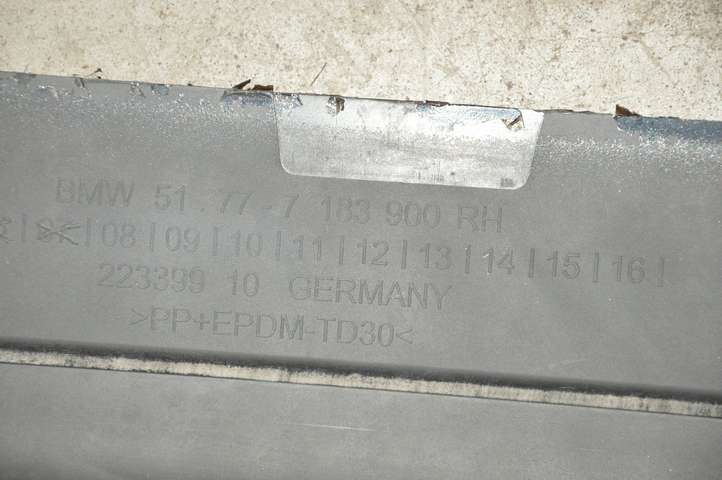 BMW 51.77-7 183 900 RH
|08|09|10|11|12|13|14|15|16|
223399 10 GERMANY
>PP+EPDM-TD30<